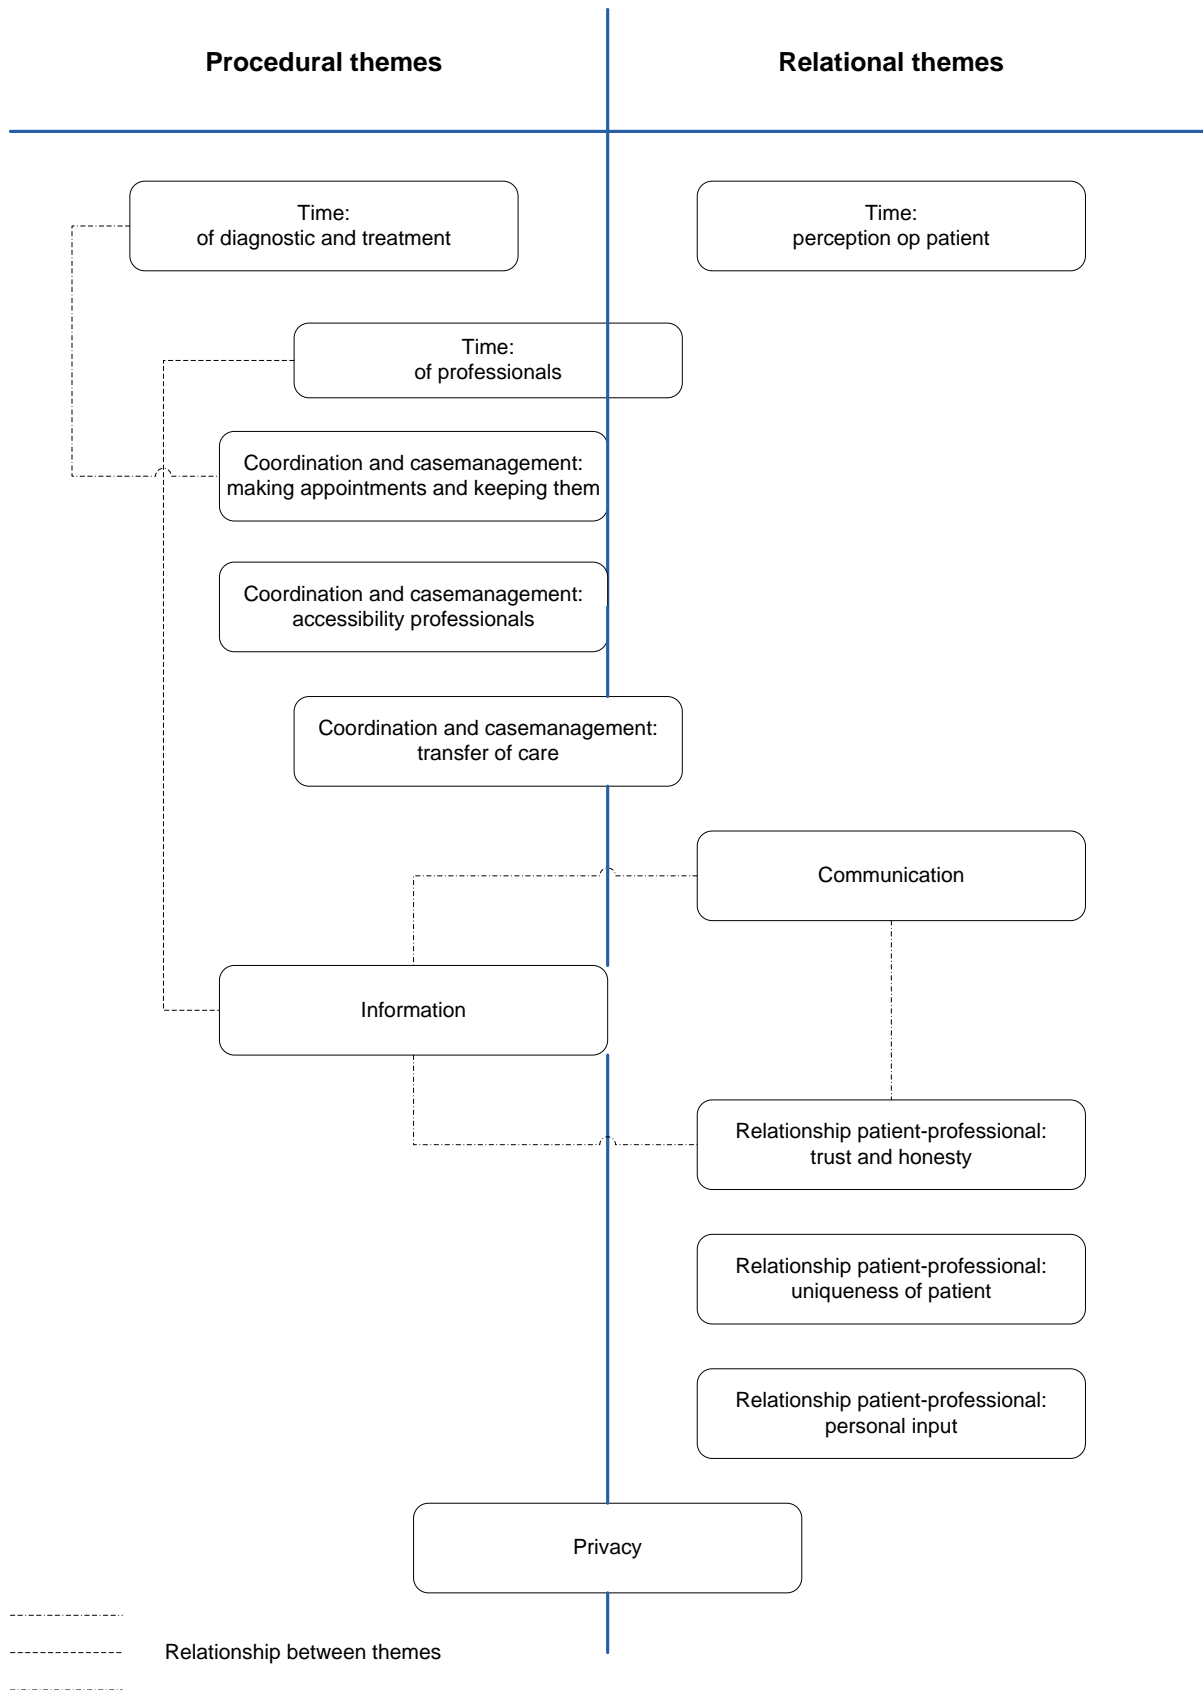 Procedural themes
Relational themes
Time:
of diagnostic and treatment
Time:
perception op patient
Time:
of professionals
Coordination and casemanagement:
making appointments and keeping them
Coordination and casemanagement:
accessibility professionals
Coordination and casemanagement:
transfer of care
Communication
Information
Relationship patient-professional:
trust and honesty
Relationship patient-professional:
uniqueness of patient
Relationship patient-professional:
personal input
Privacy
Relationship between themes